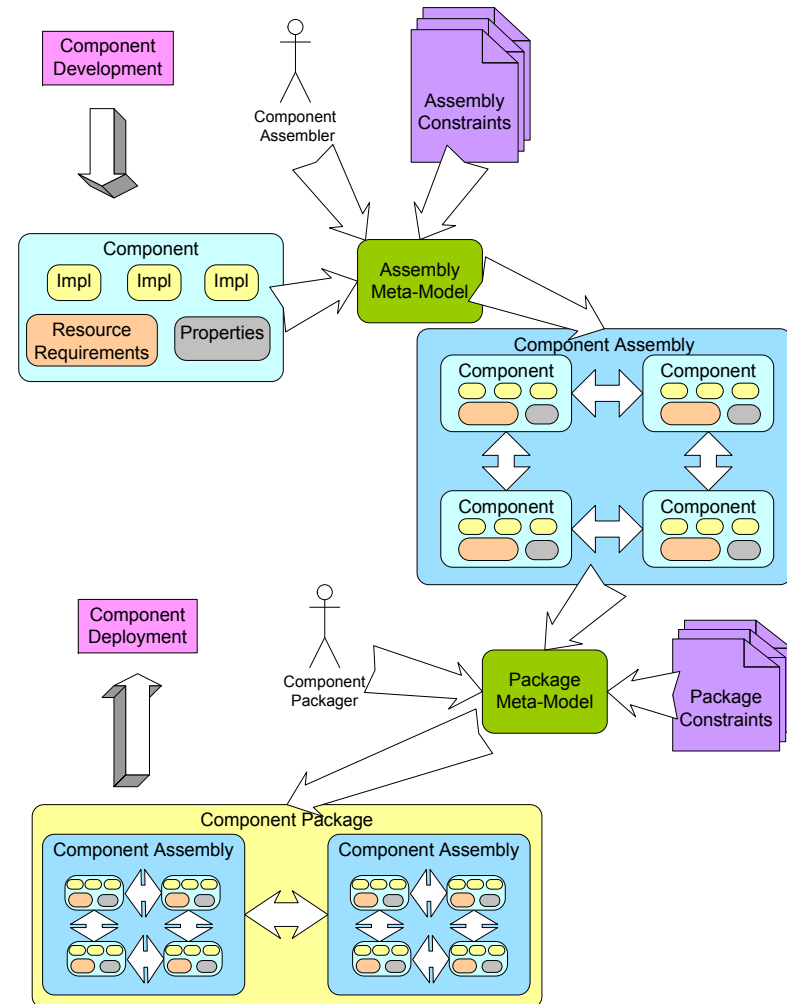 Component
Development
Component
Assembler
Assembly
Constraints
Component
Impl
Impl
Impl
Resource
Requirements
Properties
Assembly
Meta-Model
Component Assembly
Component
Component
Component
Component
Component
Deployment
Component
Packager
Package
Meta-Model
Package
Constraints
Component Package
Component Assembly
Component Assembly